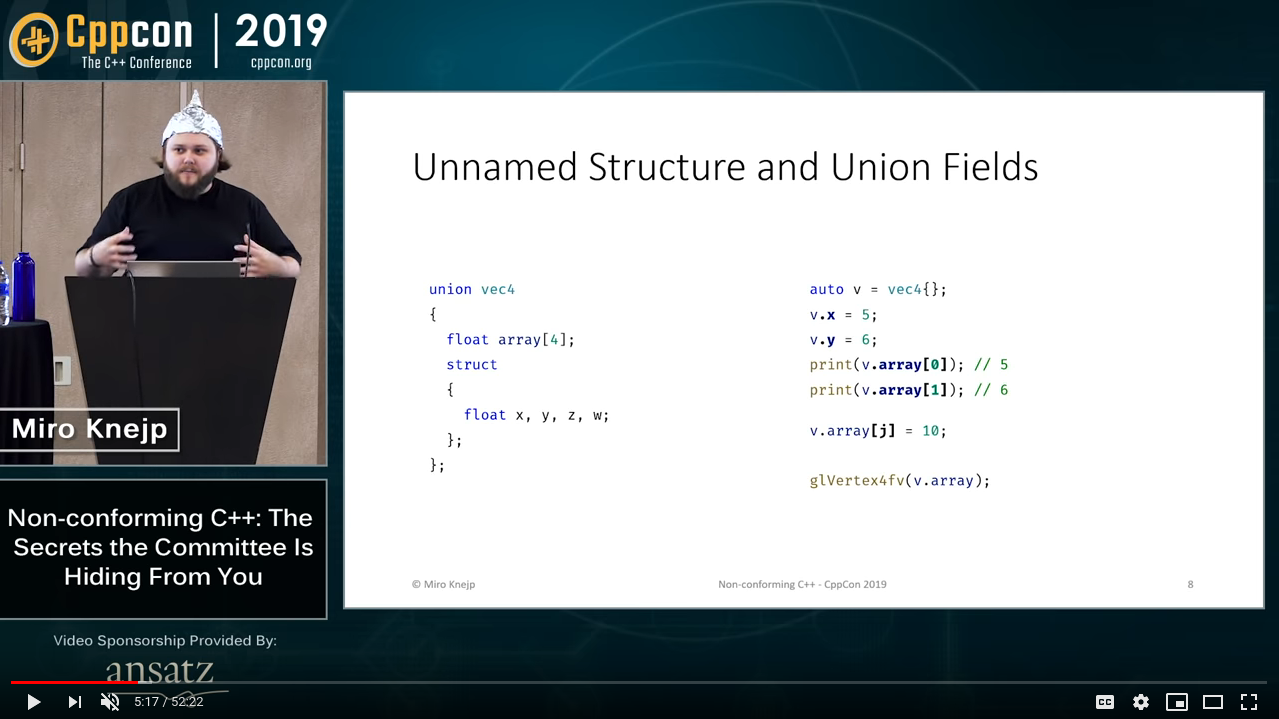 Cppcon
The C++ Conference
2019
cppcon.org
Miro Knejp
Non-conforming C++: The
Secrets the Committee Is
Hiding From You
Video Sponsorship Provided By:
ansatz
Unnamed Structure and Union Fields
union vec4
{
  float array[4];
  struct
  {
    float x, y, z, w;
  };
};
auto v = vec4{};
v.x = 5;
v.y = 6;
print(v.array[0]); // 5
print(v.array[1]); // 6
v.array[j] = 10;
glVertex4fv(v.array);
© Miro Knejp
Non-conforming C++ - CppCon 2019
8
5:17 / 52:22
CC